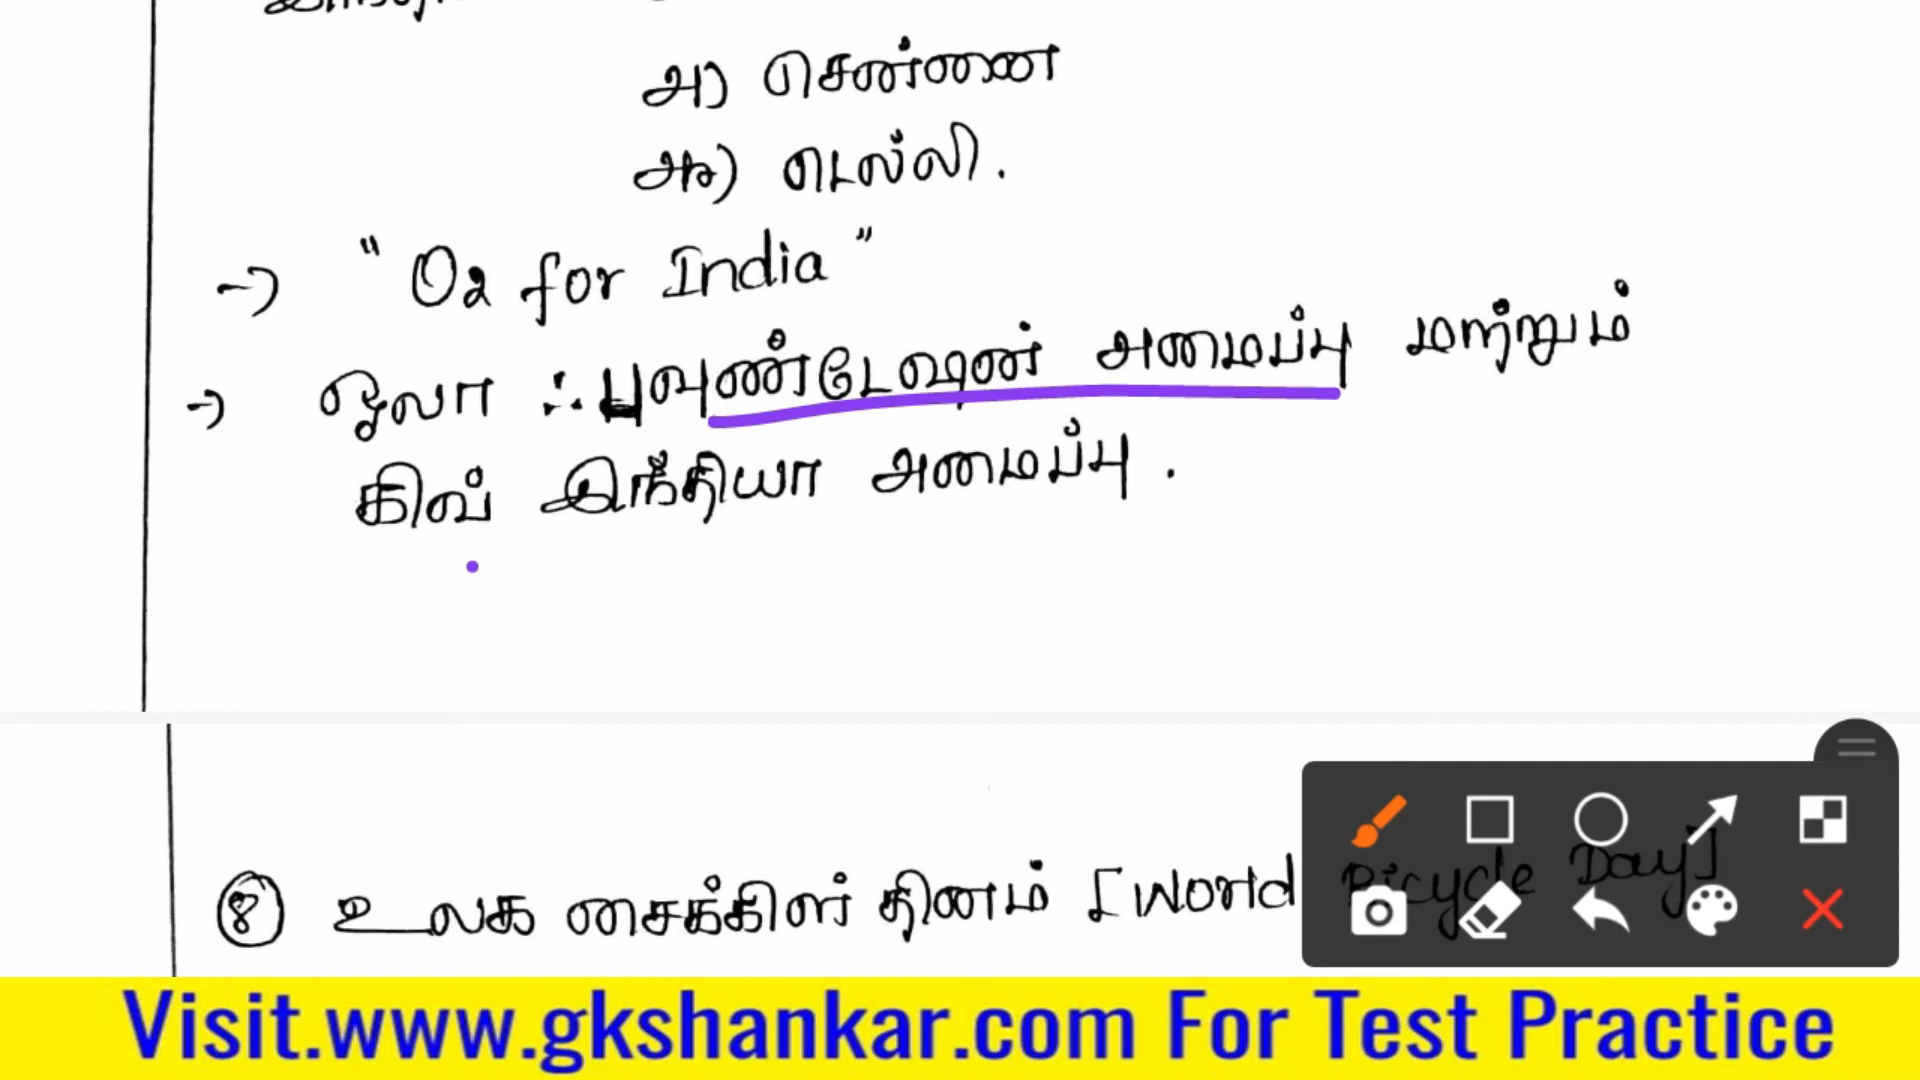 அ) சென்னை
ஆ) டெல்லி.
→ " O2 for India "
→ ஓலா ஃபவுண்டேஷன் அமைப்பு மற்றும்
கிவ் இந்தியா அமைப்பு.
⑧ உலக சைக்கிள் தினம் [World Bicycle Day]
Visit.www.gkshankar.com For Test Practice